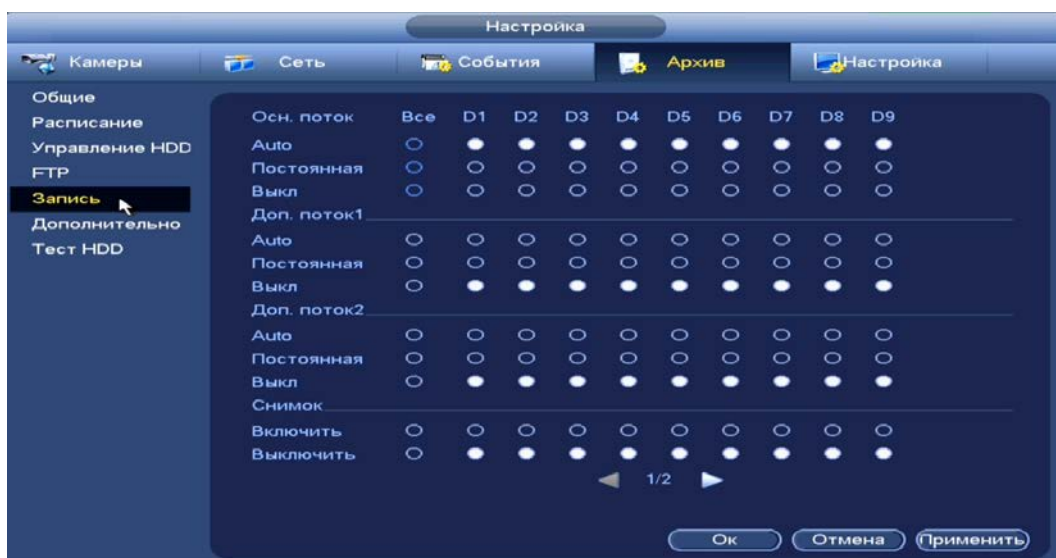 Настройка
Камеры Сеть События Архив Настройка
Общие
Расписание
Управление HDD
FTP
Запись
Дополнительно
Тест HDD
Осн. поток Все D1 D2 D3 D4 D5 D6 D7 D8 D9
Auto
Постоянная
Выкл
Доп. поток1
Auto
Постоянная
Выкл
Доп. поток2
Auto
Постоянная
Выкл
Снимок
Включить
Выключить
1/2
Ок Отмена Применить